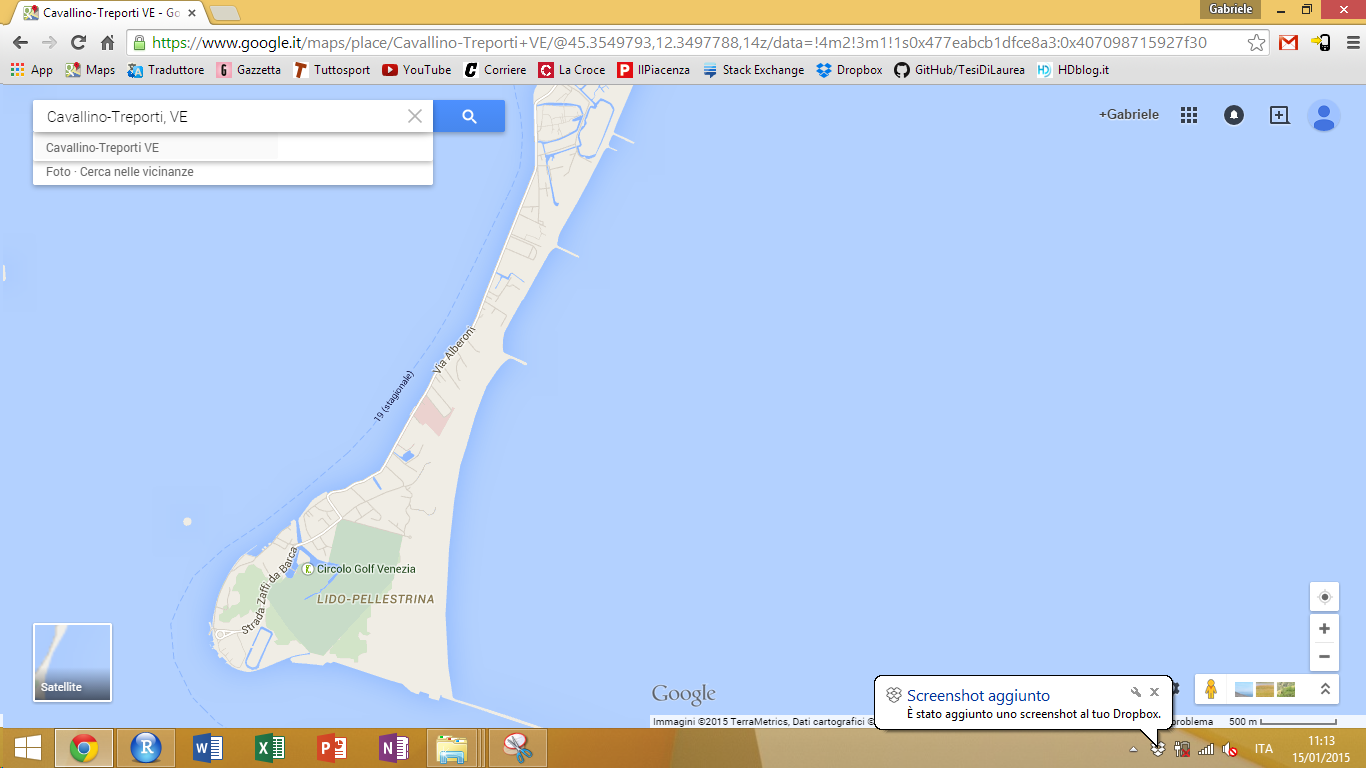 Cavallino-Treporti VE - Go
Gabriele
https://www.google.it/maps/place/Cavallino-Treporti+VE/@45.3549793,12.3497788,14z/data=!4m2!3m1!1s0x477eabcb1dfce8a3:0x407098715927f30
App Maps Traduttore Gazzetta Tuttosport YouTube Corriere La Croce IlPiacenza Stack Exchange Dropbox GitHub/TesiDiLaurea HDblog.it
Cavallino-Treporti, VE
+Gabriele
Cavallino-Treporti VE
Foto · Cerca nelle vicinanze
Via Alberoni
19 (stagionale)
Circolo Golf Venezia
LIDO-PELLESTRINA
Strada Zaffi da Barca
Satellite
Google
Screenshot aggiunto
È stato aggiunto uno screenshot al tuo Dropbox.
Immagini ©2015 TerraMetrics, Dati cartografici ©
problema 500 m
ITA
11:13
15/01/2015